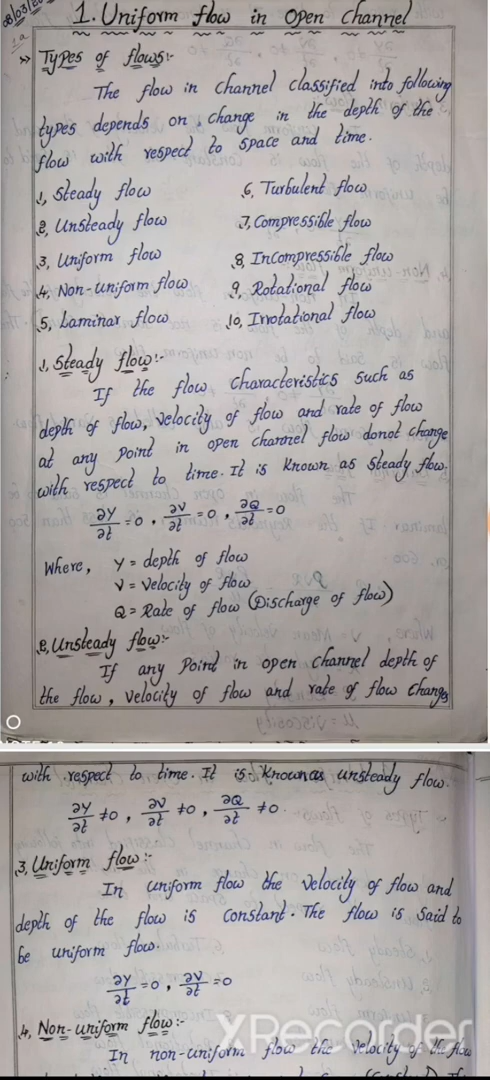 08/03/20
1. Uniform flow in Open channel
Types of flows:-
The flow in channel classified into following
types depends on, change in the depth of the
flow with respect to space and time.
1, Steady flow
2, Unsteady flow
3, Uniform flow
4, Non-uniform flow
5, Laminar flow
6, Turbulent flow
7, Compressible flow
8, Incompressible flow
9, Rotational flow
10, Irrotational flow
1, Steady flow:-
If the flow characteristics such as
depth of flow, velocity of flow and rate of flow
at any point in open channel flow donot change
with respect to time. It is known as steady flow.
∂y/∂t = 0, ∂v/∂t = 0, ∂Q/∂t = 0
Where, y = depth of flow
v = velocity of flow
Q = Rate of flow (Discharge of flow)
2, Unsteady flow:-
If any point in open channel depth of
the flow, velocity of flow and rate of flow changes
with respect to time. It is known as unsteady flow.
∂y/∂t ≠ 0, ∂v/∂t ≠ 0, ∂Q/∂t ≠ 0.
3, Uniform flow:-
In uniform flow the velocity of flow and
depth of the flow is constant. The flow is said to
be uniform flow.
∂y/∂t = 0, ∂v/∂t = 0
4, Non-uniform flow:-
In non-uniform flow the velocity of the flow
XRecorder